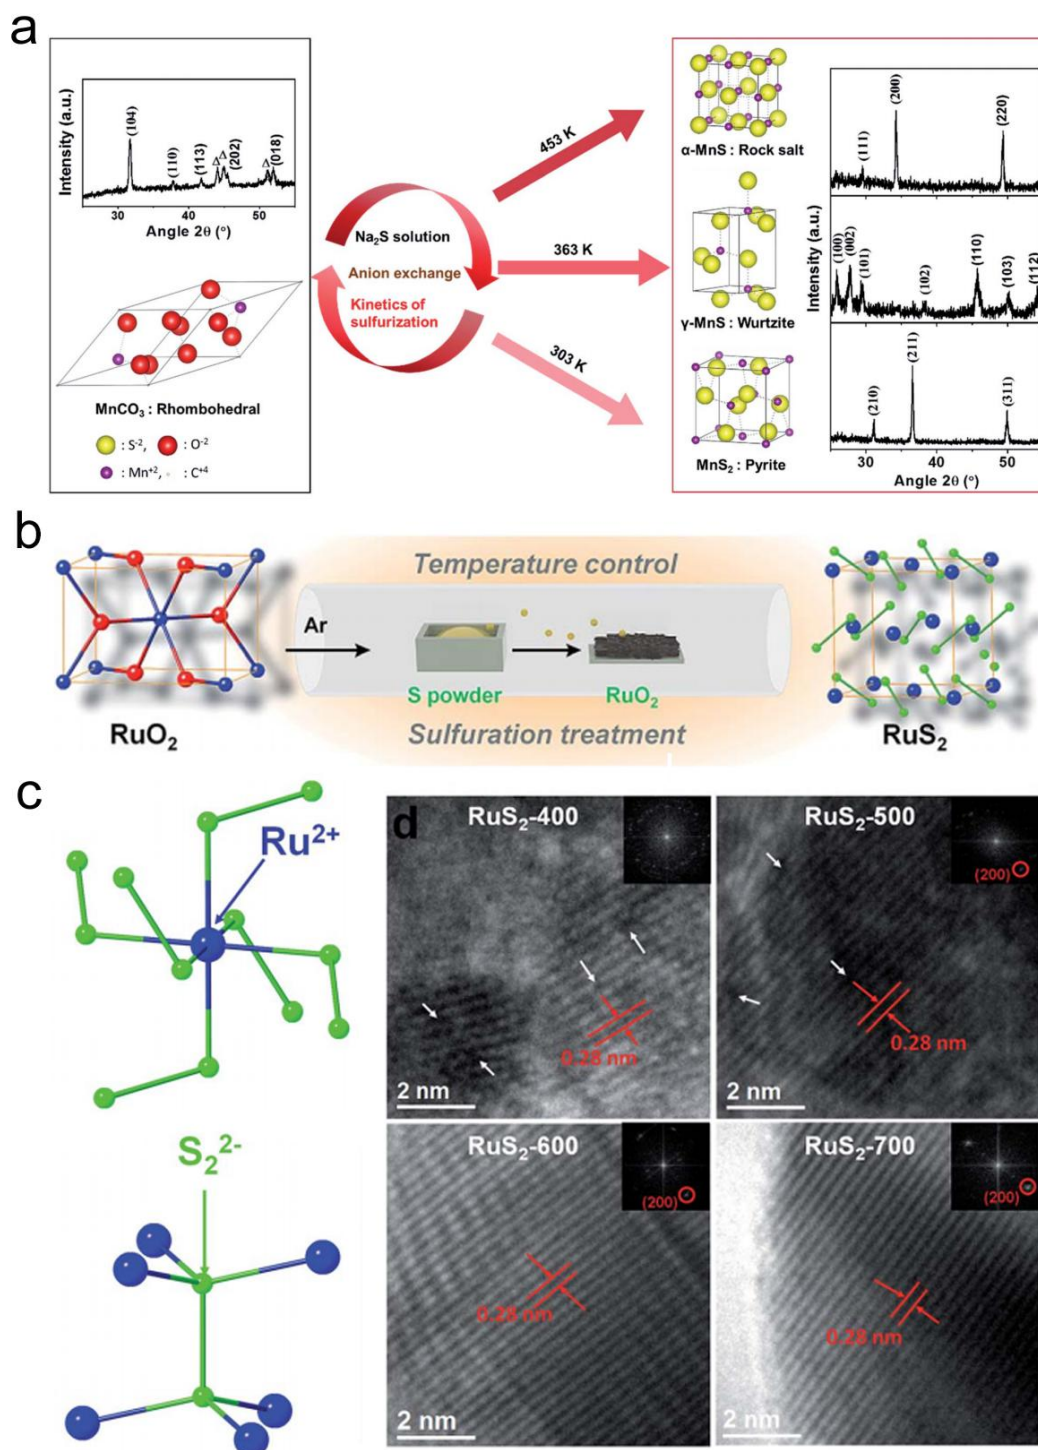 a
Intensity (a.u.)
(104)
(110)
(113)
Δ
Δ
(202)
Δ
(018)
30
40
50
Angle 2θ (°)
MnCO₃ : Rhombohedral
: S⁻², : O⁻²
: Mn⁺², : C⁺⁴
Na₂S solution
Anion exchange
Kinetics of
sulfurization
453 K
363 K
303 K
α-MnS : Rock salt
γ-MnS : Wurtzite
MnS₂ : Pyrite
Intensity (a.u.)
(111)
(200)
(220)
(100)
(002)
(101)
(102)
(110)
(103)
(112)
(210)
(211)
(311)
30
40
50
Angle 2θ (°)
b
Temperature control
Ar
S powder
RuO₂
Sulfuration treatment
RuO₂
RuS₂
c
Ru²⁺
S₂²⁻
d
RuS₂-400
0.28 nm
2 nm
RuS₂-500
(200)
0.28 nm
2 nm
RuS₂-600
(200)
0.28 nm
2 nm
RuS₂-700
(200)
0.28 nm
2 nm